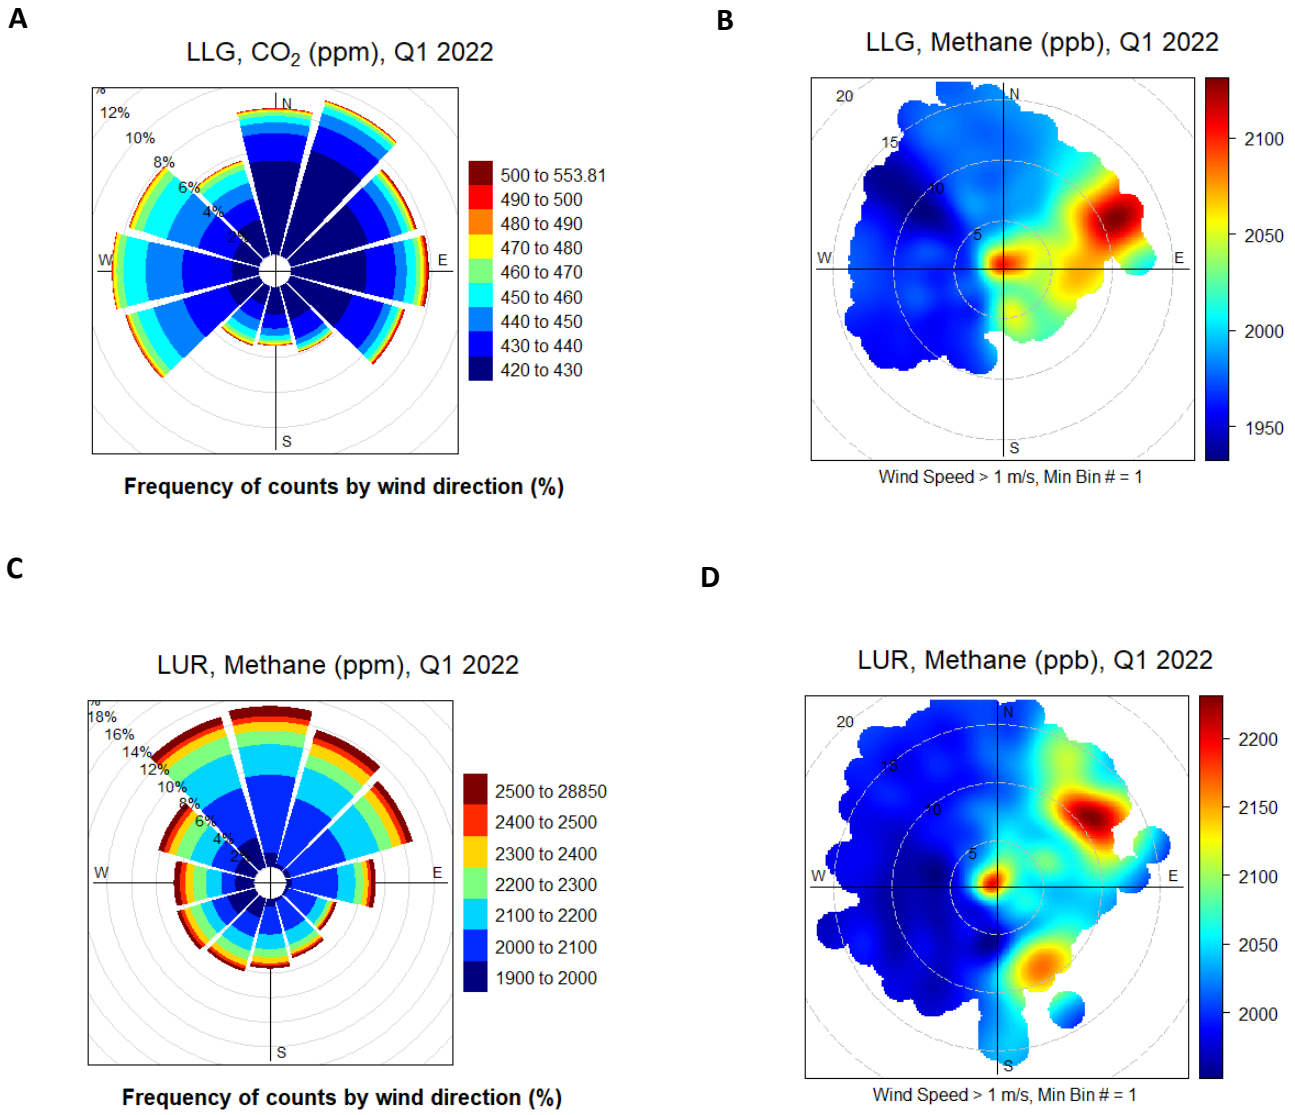 A
LLG, CO₂ (ppm), Q1 2022
%
12%
10%
8%
6%
4%
2%
N
W
E
S
500 to 553.81
490 to 500
480 to 490
470 to 480
460 to 470
450 to 460
440 to 450
430 to 440
420 to 430
Frequency of counts by wind direction (%)
B
LLG, Methane (ppb), Q1 2022
20
15
10
5
N
W
E
S
2100
2050
2000
1950
Wind Speed > 1 m/s, Min Bin # = 1
C
LUR, Methane (ppm), Q1 2022
%
18%
16%
14%
12%
10%
8%
6%
4%
2%
W
E
S
2500 to 28850
2400 to 2500
2300 to 2400
2200 to 2300
2100 to 2200
2000 to 2100
1900 to 2000
Frequency of counts by wind direction (%)
D
LUR, Methane (ppb), Q1 2022
20
15
10
5
N
W
E
S
2200
2150
2100
2050
2000
Wind Speed > 1 m/s, Min Bin # = 1